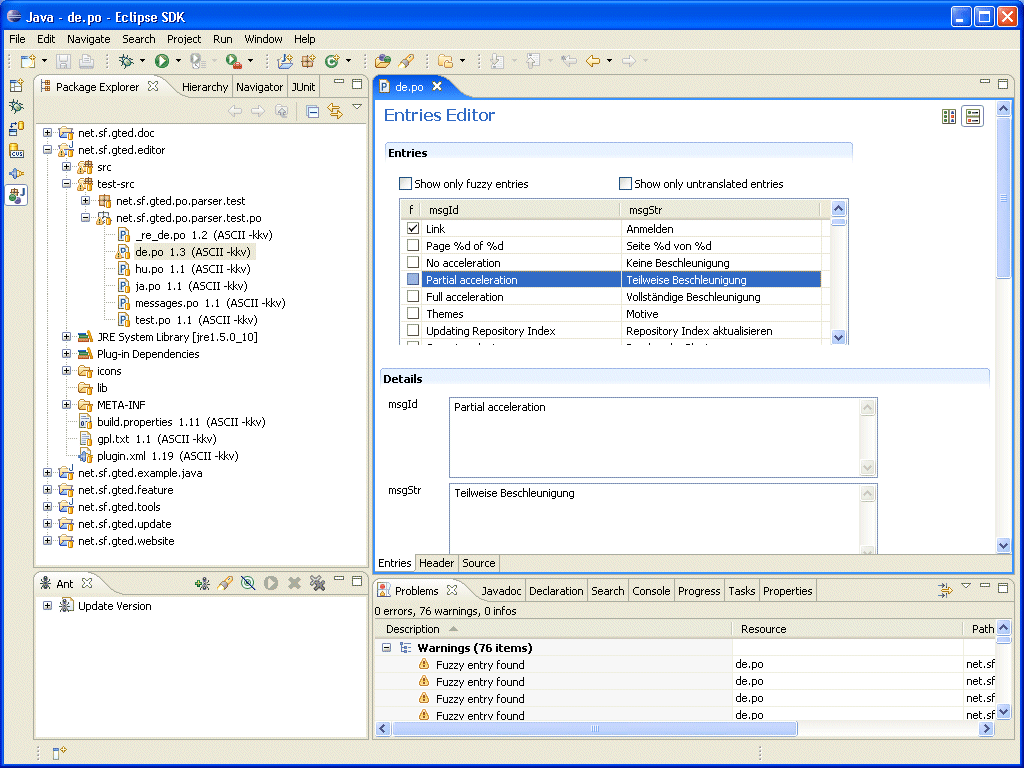 Java - de.po - Eclipse SDK
File Edit Navigate Search Project Run Window Help
Package Explorer Hierarchy Navigator JUnit
net.sf.gted.doc
net.sf.gted.editor
src
test-src
net.sf.gted.po.parser.test
net.sf.gted.po.parser.test.po
_re_de.po 1.2 (ASCII -kkv)
de.po 1.3 (ASCII -kkv)
hu.po 1.1 (ASCII -kkv)
ja.po 1.1 (ASCII -kkv)
messages.po 1.1 (ASCII -kkv)
test.po 1.1 (ASCII -kkv)
JRE System Library [jre1.5.0_10]
Plug-in Dependencies
icons
lib
META-INF
build.properties 1.11 (ASCII -kkv)
gpl.txt 1.1 (ASCII -kkv)
plugin.xml 1.19 (ASCII -kkv)
net.sf.gted.example.java
net.sf.gted.feature
net.sf.gted.tools
net.sf.gted.update
net.sf.gted.website
Ant
Update Version
de.po
Entries Editor
Entries
Show only fuzzy entries Show only untranslated entries
f msgId msgStr
Link Anmelden
Page %d of %d Seite %d von %d
No acceleration Keine Beschleunigung
Partial acceleration Teilweise Beschleunigung
Full acceleration Vollständige Beschleunigung
Themes Motive
Updating Repository Index Repository Index aktualisieren
Details
msgId Partial acceleration
msgStr Teilweise Beschleunigung
Entries Header Source
Problems Javadoc Declaration Search Console Progress Tasks Properties
0 errors, 76 warnings, 0 infos
Description Resource Path
Warnings (76 items)
Fuzzy entry found de.po net.sf
Fuzzy entry found de.po net.sf
Fuzzy entry found de.po net.sf
Fuzzy entry found de.po net.sf